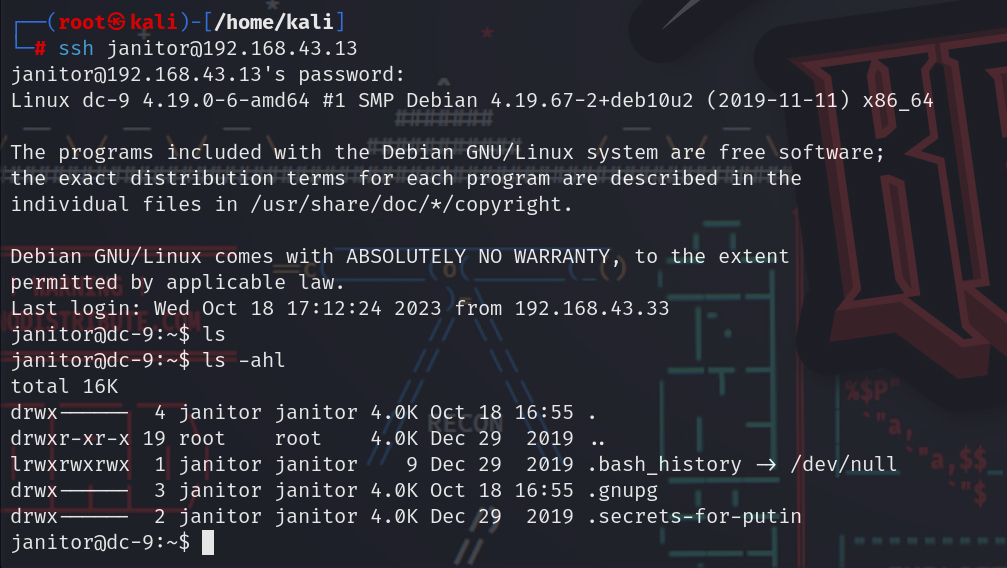 ┌──(root㉿kali)-[/home/kali]
└─# ssh janitor@192.168.43.13
janitor@192.168.43.13's password:
Linux dc-9 4.19.0-6-amd64 #1 SMP Debian 4.19.67-2+deb10u2 (2019-11-11) x86_64

The programs included with the Debian GNU/Linux system are free software;
the exact distribution terms for each program are described in the
individual files in /usr/share/doc/*/copyright.

Debian GNU/Linux comes with ABSOLUTELY NO WARRANTY, to the extent
permitted by applicable law.
Last login: Wed Oct 18 17:12:24 2023 from 192.168.43.33
janitor@dc-9:~$ ls
janitor@dc-9:~$ ls -ahl
total 16K
drwx------  4 janitor janitor 4.0K Oct 18 16:55 .
drwxr-xr-x 19 root    root    4.0K Dec 29  2019 ..
lrwxrwxrwx  1 janitor janitor    9 Dec 29  2019 .bash_history -> /dev/null
drwx------  3 janitor janitor 4.0K Oct 18 16:55 .gnupg
drwx------  2 janitor janitor 4.0K Dec 29  2019 .secrets-for-putin
janitor@dc-9:~$
RECON